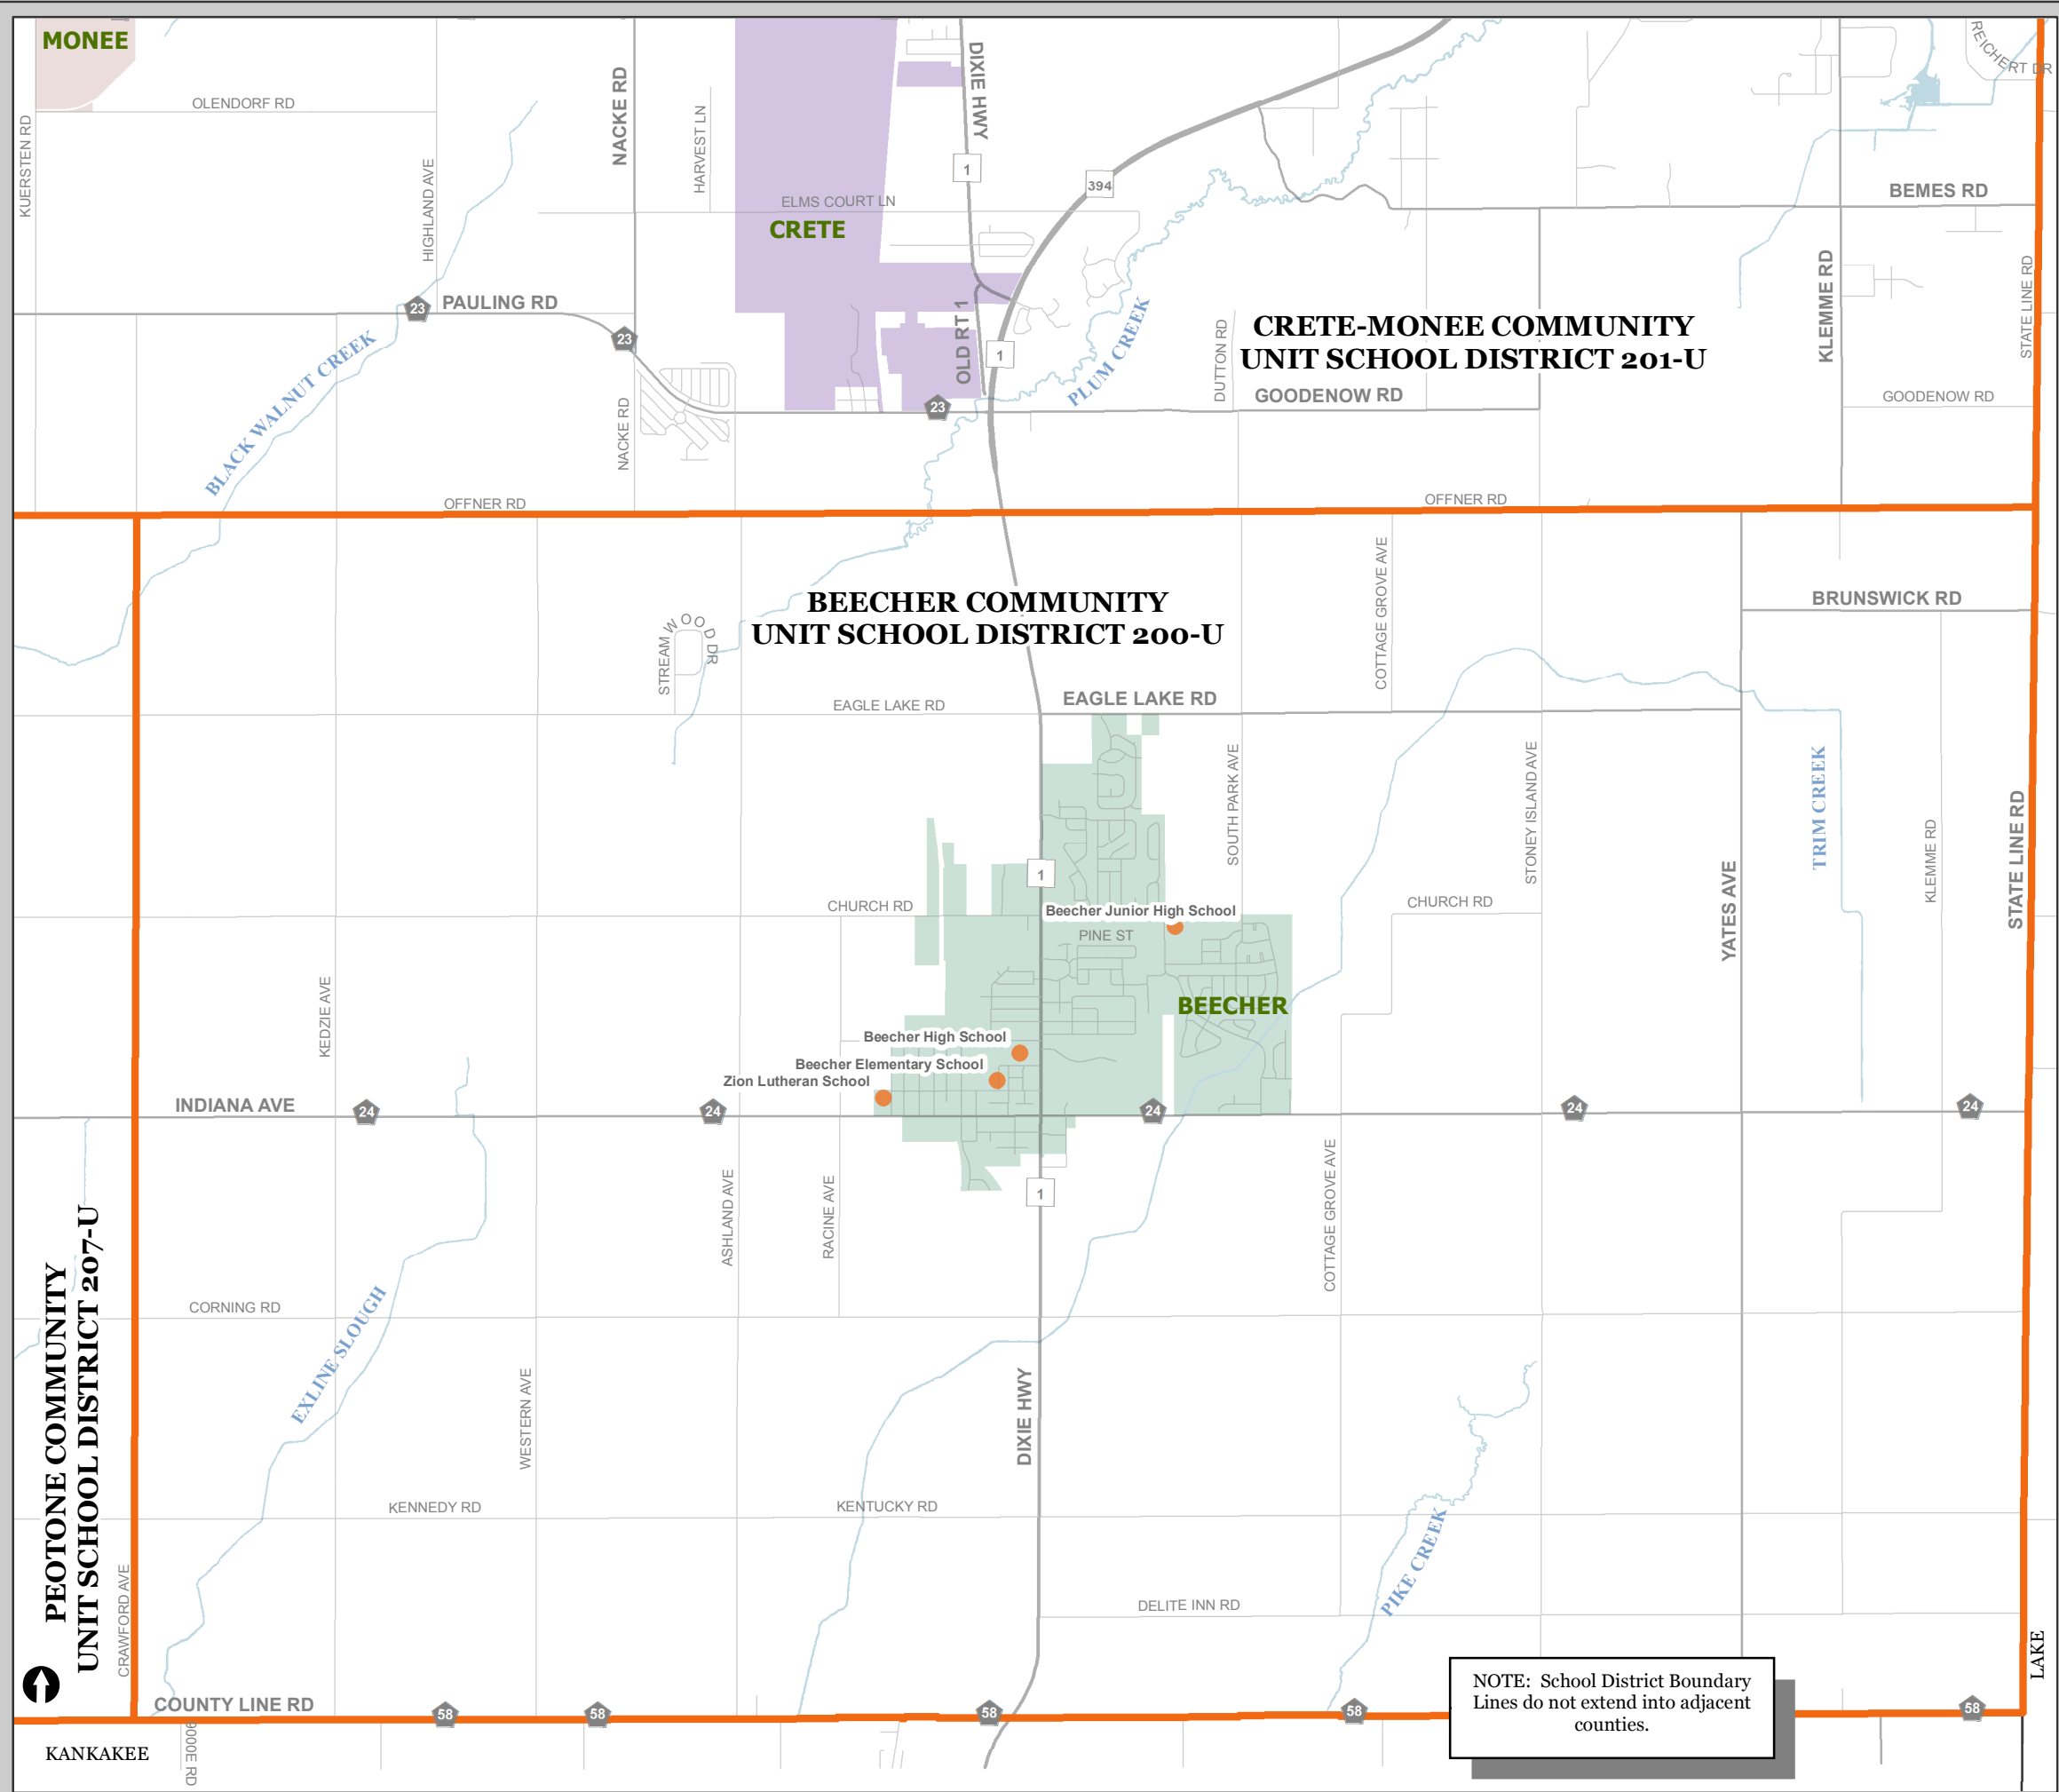 MONEE
OLENDORF RD
KUERSTEN RD
HIGHLAND AVE
NACKE RD
HARVEST LN
DIXIE HWY
1
394
REICHERT DR
ELMS COURT LN
CRETE
BEMES RD
23
PAULING RD
23
OLD RT 1
1
PLUM CREEK
BLACK WALNUT CREEK
CRETE-MONEE COMMUNITY
UNIT SCHOOL DISTRICT 201-U
DUTTON RD
KLEMME RD
STATE LINE RD
NACKE RD
23
GOODENOW RD
GOODENOW RD
OFFNER RD
OFFNER RD
BEECHER COMMUNITY
UNIT SCHOOL DISTRICT 200-U
STREAMWOOD DR
COTTAGE GROVE AVE
BRUNSWICK RD
EAGLE LAKE RD
EAGLE LAKE RD
SOUTH PARK AVE
STONEY ISLAND AVE
TRIM CREEK
KLEMME RD
STATE LINE RD
YATES AVE
1
CHURCH RD
Beecher Junior High School
CHURCH RD
PINE ST
KEDZIE AVE
BEECHER
Beecher High School
Beecher Elementary School
Zion Lutheran School
INDIANA AVE
24
24
24
24
24
ASHLAND AVE
RACINE AVE
1
COTTAGE GROVE AVE
PEOTONE COMMUNITY
UNIT SCHOOL DISTRICT 207-U
CORNING RD
EXLINE SLOUGH
WESTERN AVE
DIXIE HWY
KENNEDY RD
KENTUCKY RD
PIKE CREEK
CRAWFORD AVE
DELITE INN RD
LAKE
NOTE: School District Boundary
Lines do not extend into adjacent
counties.
COUNTY LINE RD
58
58
58
58
58
KANKAKEE
9000E RD